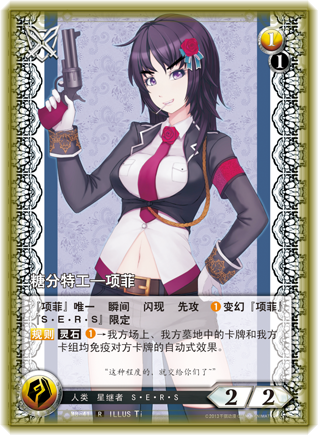 1
1
糖分特工—项菲
『项菲』唯一 瞬间 闪现 先攻 1变幻『项菲』
『S·E·R·S』限定
规则 灵石 1→我方场上、我方墓地中的卡牌和我方
卡组均免疫对方卡牌的自动式效果。
"这种程度的，就交给你们了"
人类 星继者 S·E·R·S
2 / 2
R ILLUS